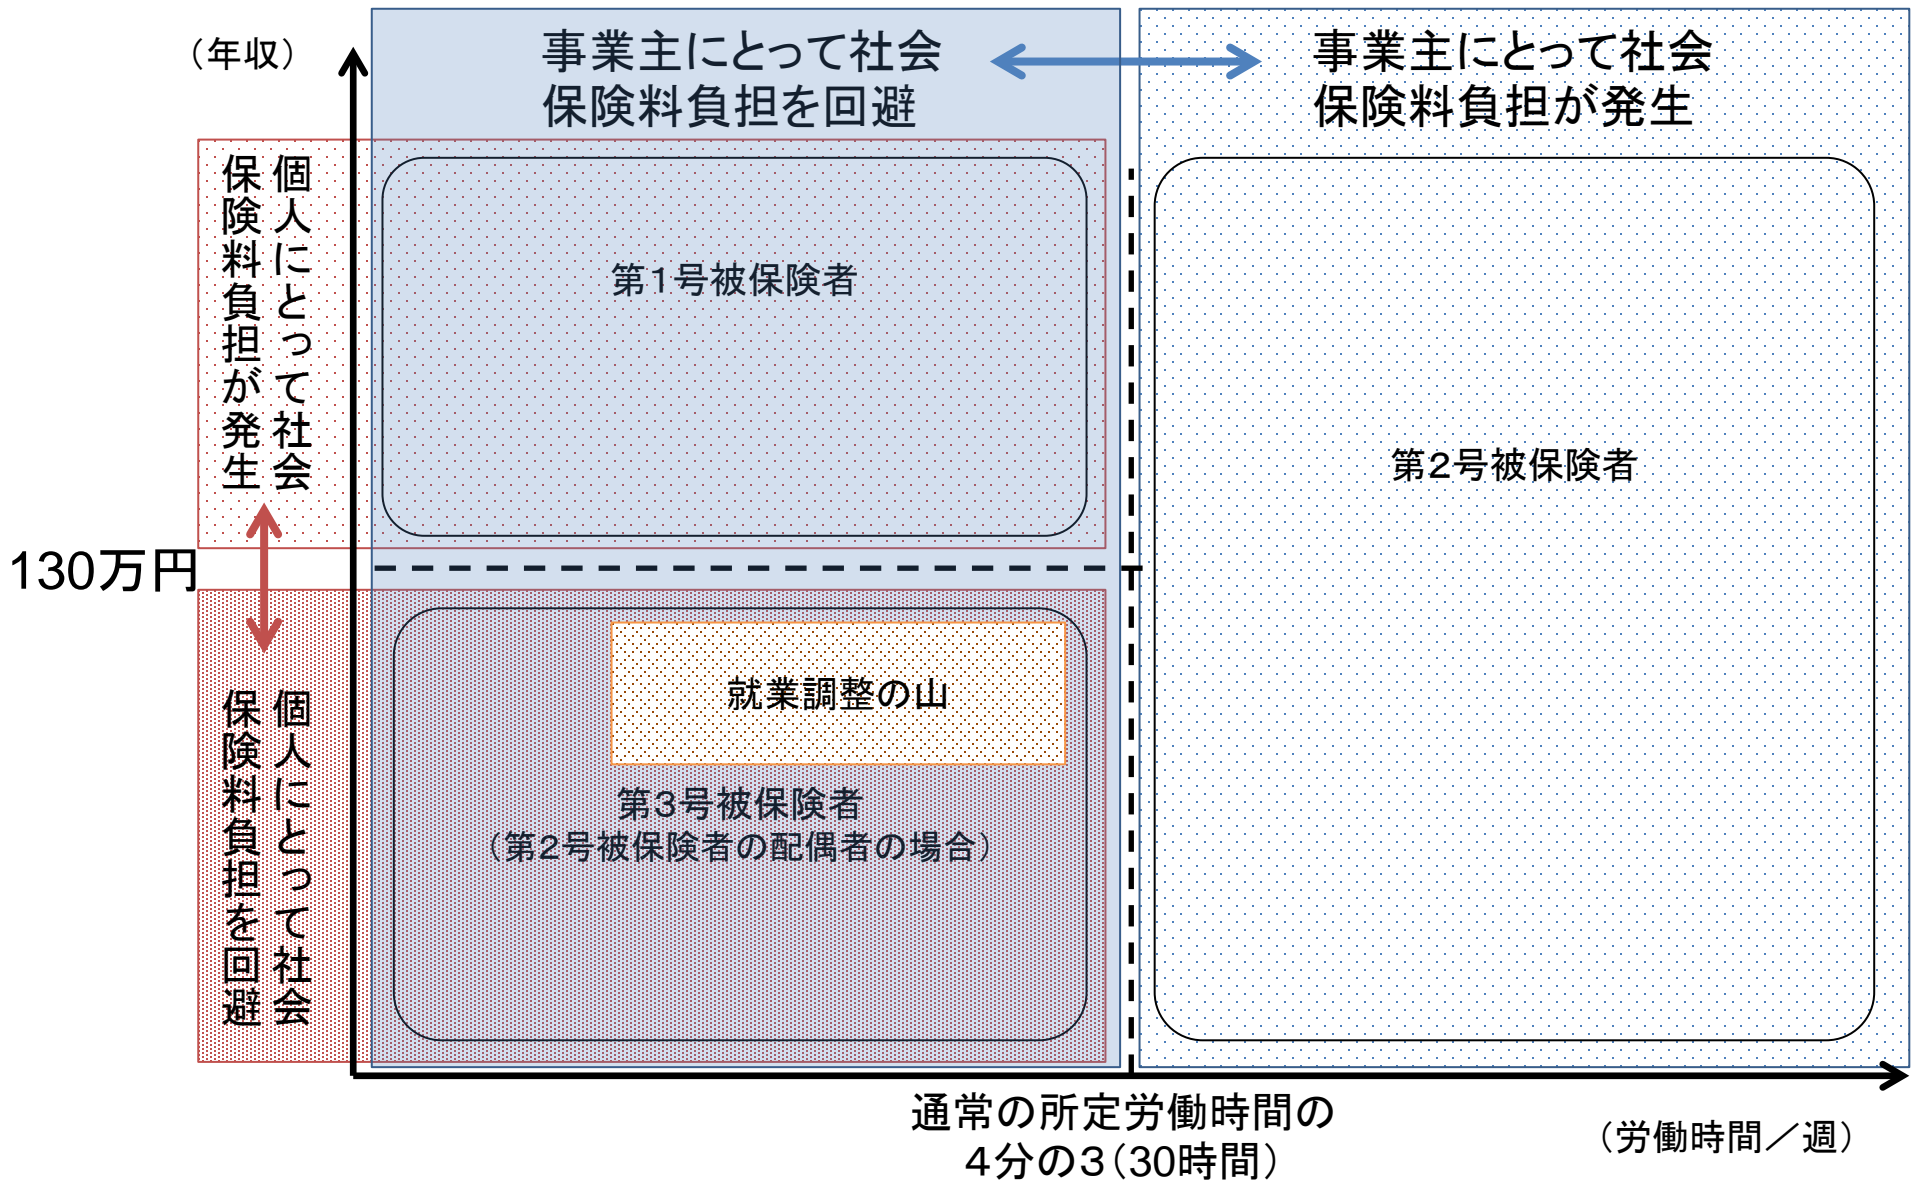 （年収）
事業主にとって社会
保険料負担を回避
事業主にとって社会
保険料負担が発生
個人にとって社会
保険料負担が発生
第１号被保険者
第２号被保険者
130万円
就業調整の山
個人にとって社会
保険料負担を回避
第３号被保険者
（第２号被保険者の配偶者の場合）
通常の所定労働時間の
４分の３（30時間）
（労働時間／週）